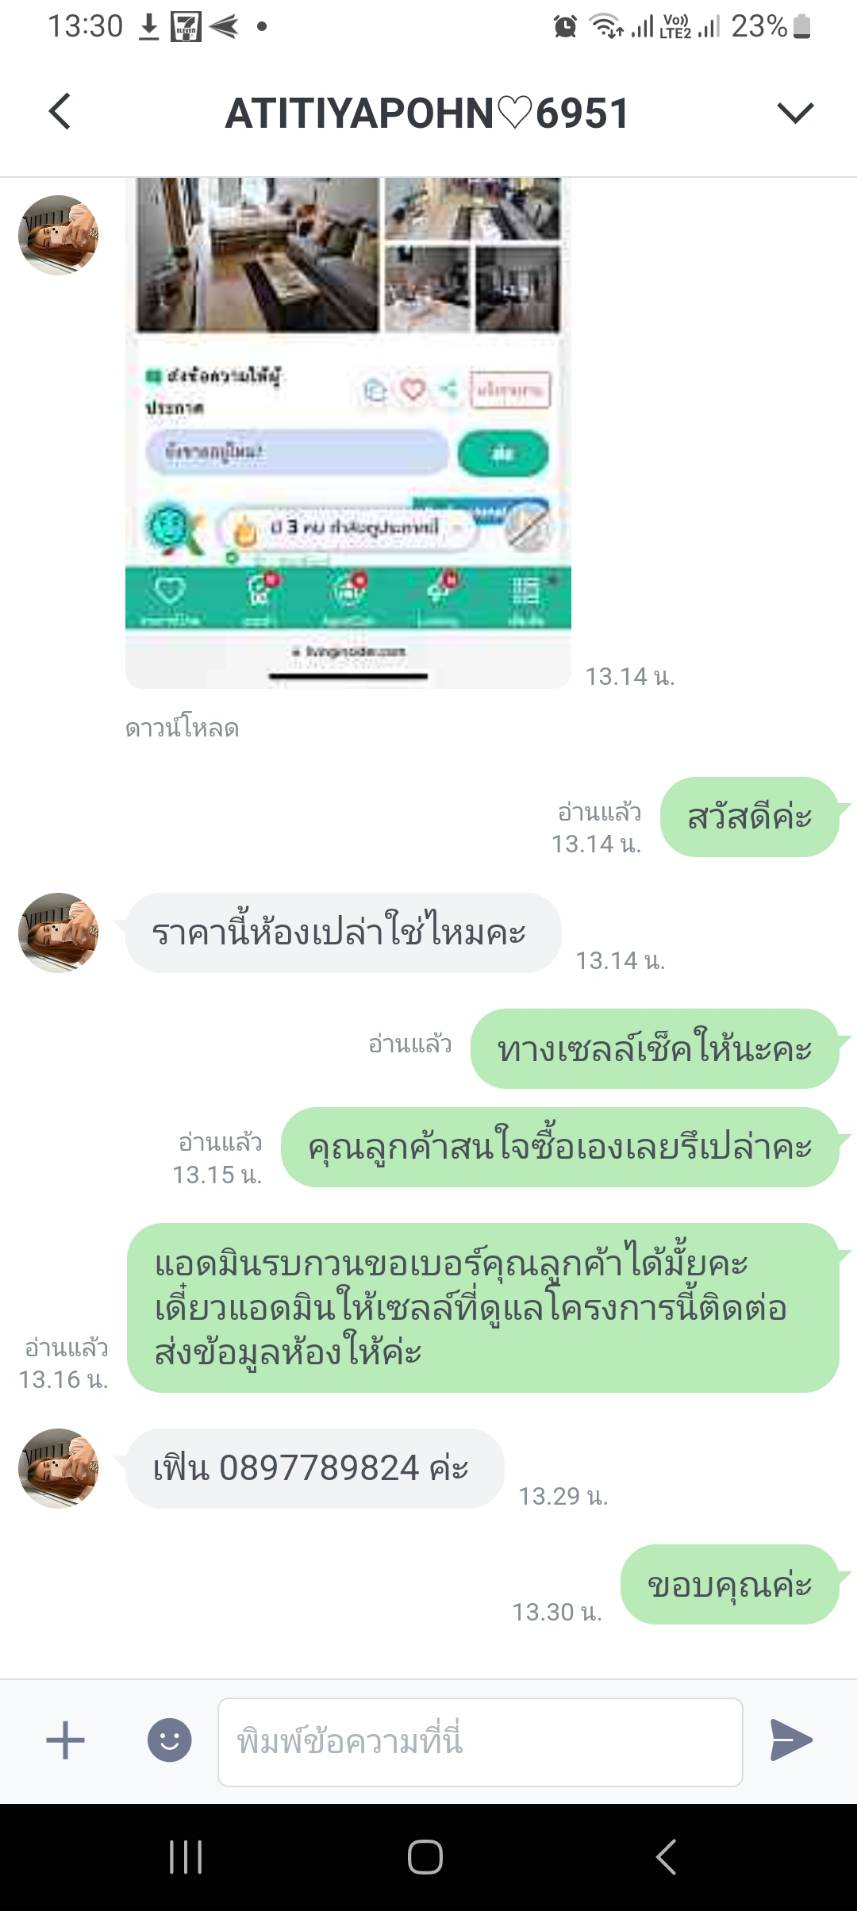 13:30
Vo))
LTE2
23%
ATITIYAPOHN♡6951
ส่งข้อความให้ผู้
ประกาศ
ยังขายอยู่ไหม?
ส่ง
มี 3 คน กำลังดูประกาศนี้
livinginsider.com
13.14 น.
ดาวน์โหลด
สวัสดีค่ะ
อ่านแล้ว
13.14 น.
ราคานี้ห้องเปล่าใช่ไหมคะ
13.14 น.
อ่านแล้ว
ทางเซลล์เช็คให้นะคะ
อ่านแล้ว
13.15 น.
คุณลูกค้าสนใจซื้อเองเลยรึเปล่าคะ
แอดมินรบกวนขอเบอร์คุณลูกค้าได้มั้ยคะ
เดี๋ยวแอดมินให้เซลล์ที่ดูแลโครงการนี้ติดต่อ
ส่งข้อมูลห้องให้ค่ะ
อ่านแล้ว
13.16 น.
เฟิน 0897789824 ค่ะ
13.29 น.
ขอบคุณค่ะ
13.30 น.
พิมพ์ข้อความที่นี่